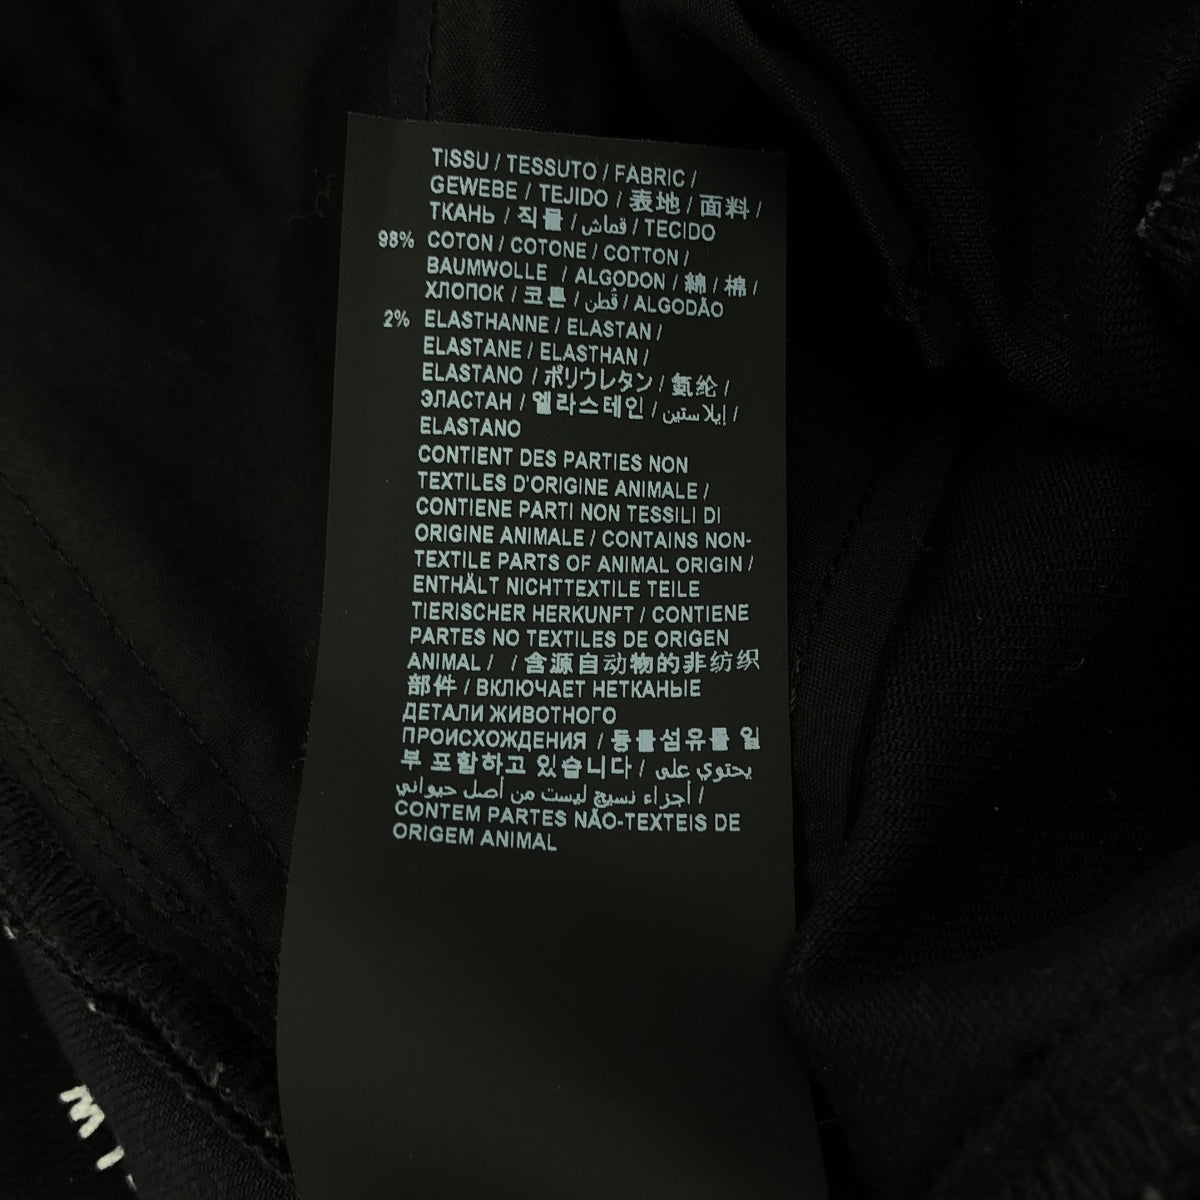 TISSU / TESSUTO / FABRIC /
GEWEBE / TEJIDO / 表地 / 面料 /
ТКАНЬ / 직물 / قماش / TECIDO
98% COTON / COTONE / COTTON /
BAUMWOLLE / ALGODON / 綿 / 棉 /
ХЛОПОК / 코튼 / قطن / ALGODÃO
2% ELASTHANNE / ELASTAN /
ELASTANE / ELASTHAN /
ELASTANO / ポリウレタン / 氨纶 /
ЭЛАСТАН / 엘라스테인 / إيلاستين /
ELASTANO
CONTIENT DES PARTIES NON
TEXTILES D'ORIGINE ANIMALE /
CONTIENE PARTI NON TESSILI DI
ORIGINE ANIMALE / CONTAINS NON-
TEXTILE PARTS OF ANIMAL ORIGIN /
ENTHÄLT NICHTTEXTILE TEILE
TIERISCHER HERKUNFT / CONTIENE
PARTES NO TEXTILES DE ORIGEN
ANIMAL / / 含源自动物的非纺织
部件 / ВКЛЮЧАЕТ НЕТКАНЫЕ
ДЕТАЛИ ЖИВОТНОГО
ПРОИСХОЖДЕНИЯ / 동물섬유물 일
부 포함하고 있습니다 / يحتوي على
أجزاء نسيج ليست من أصل حيواني /
CONTEM PARTES NÃO-TEXTEIS DE
ORIGEM ANIMAL